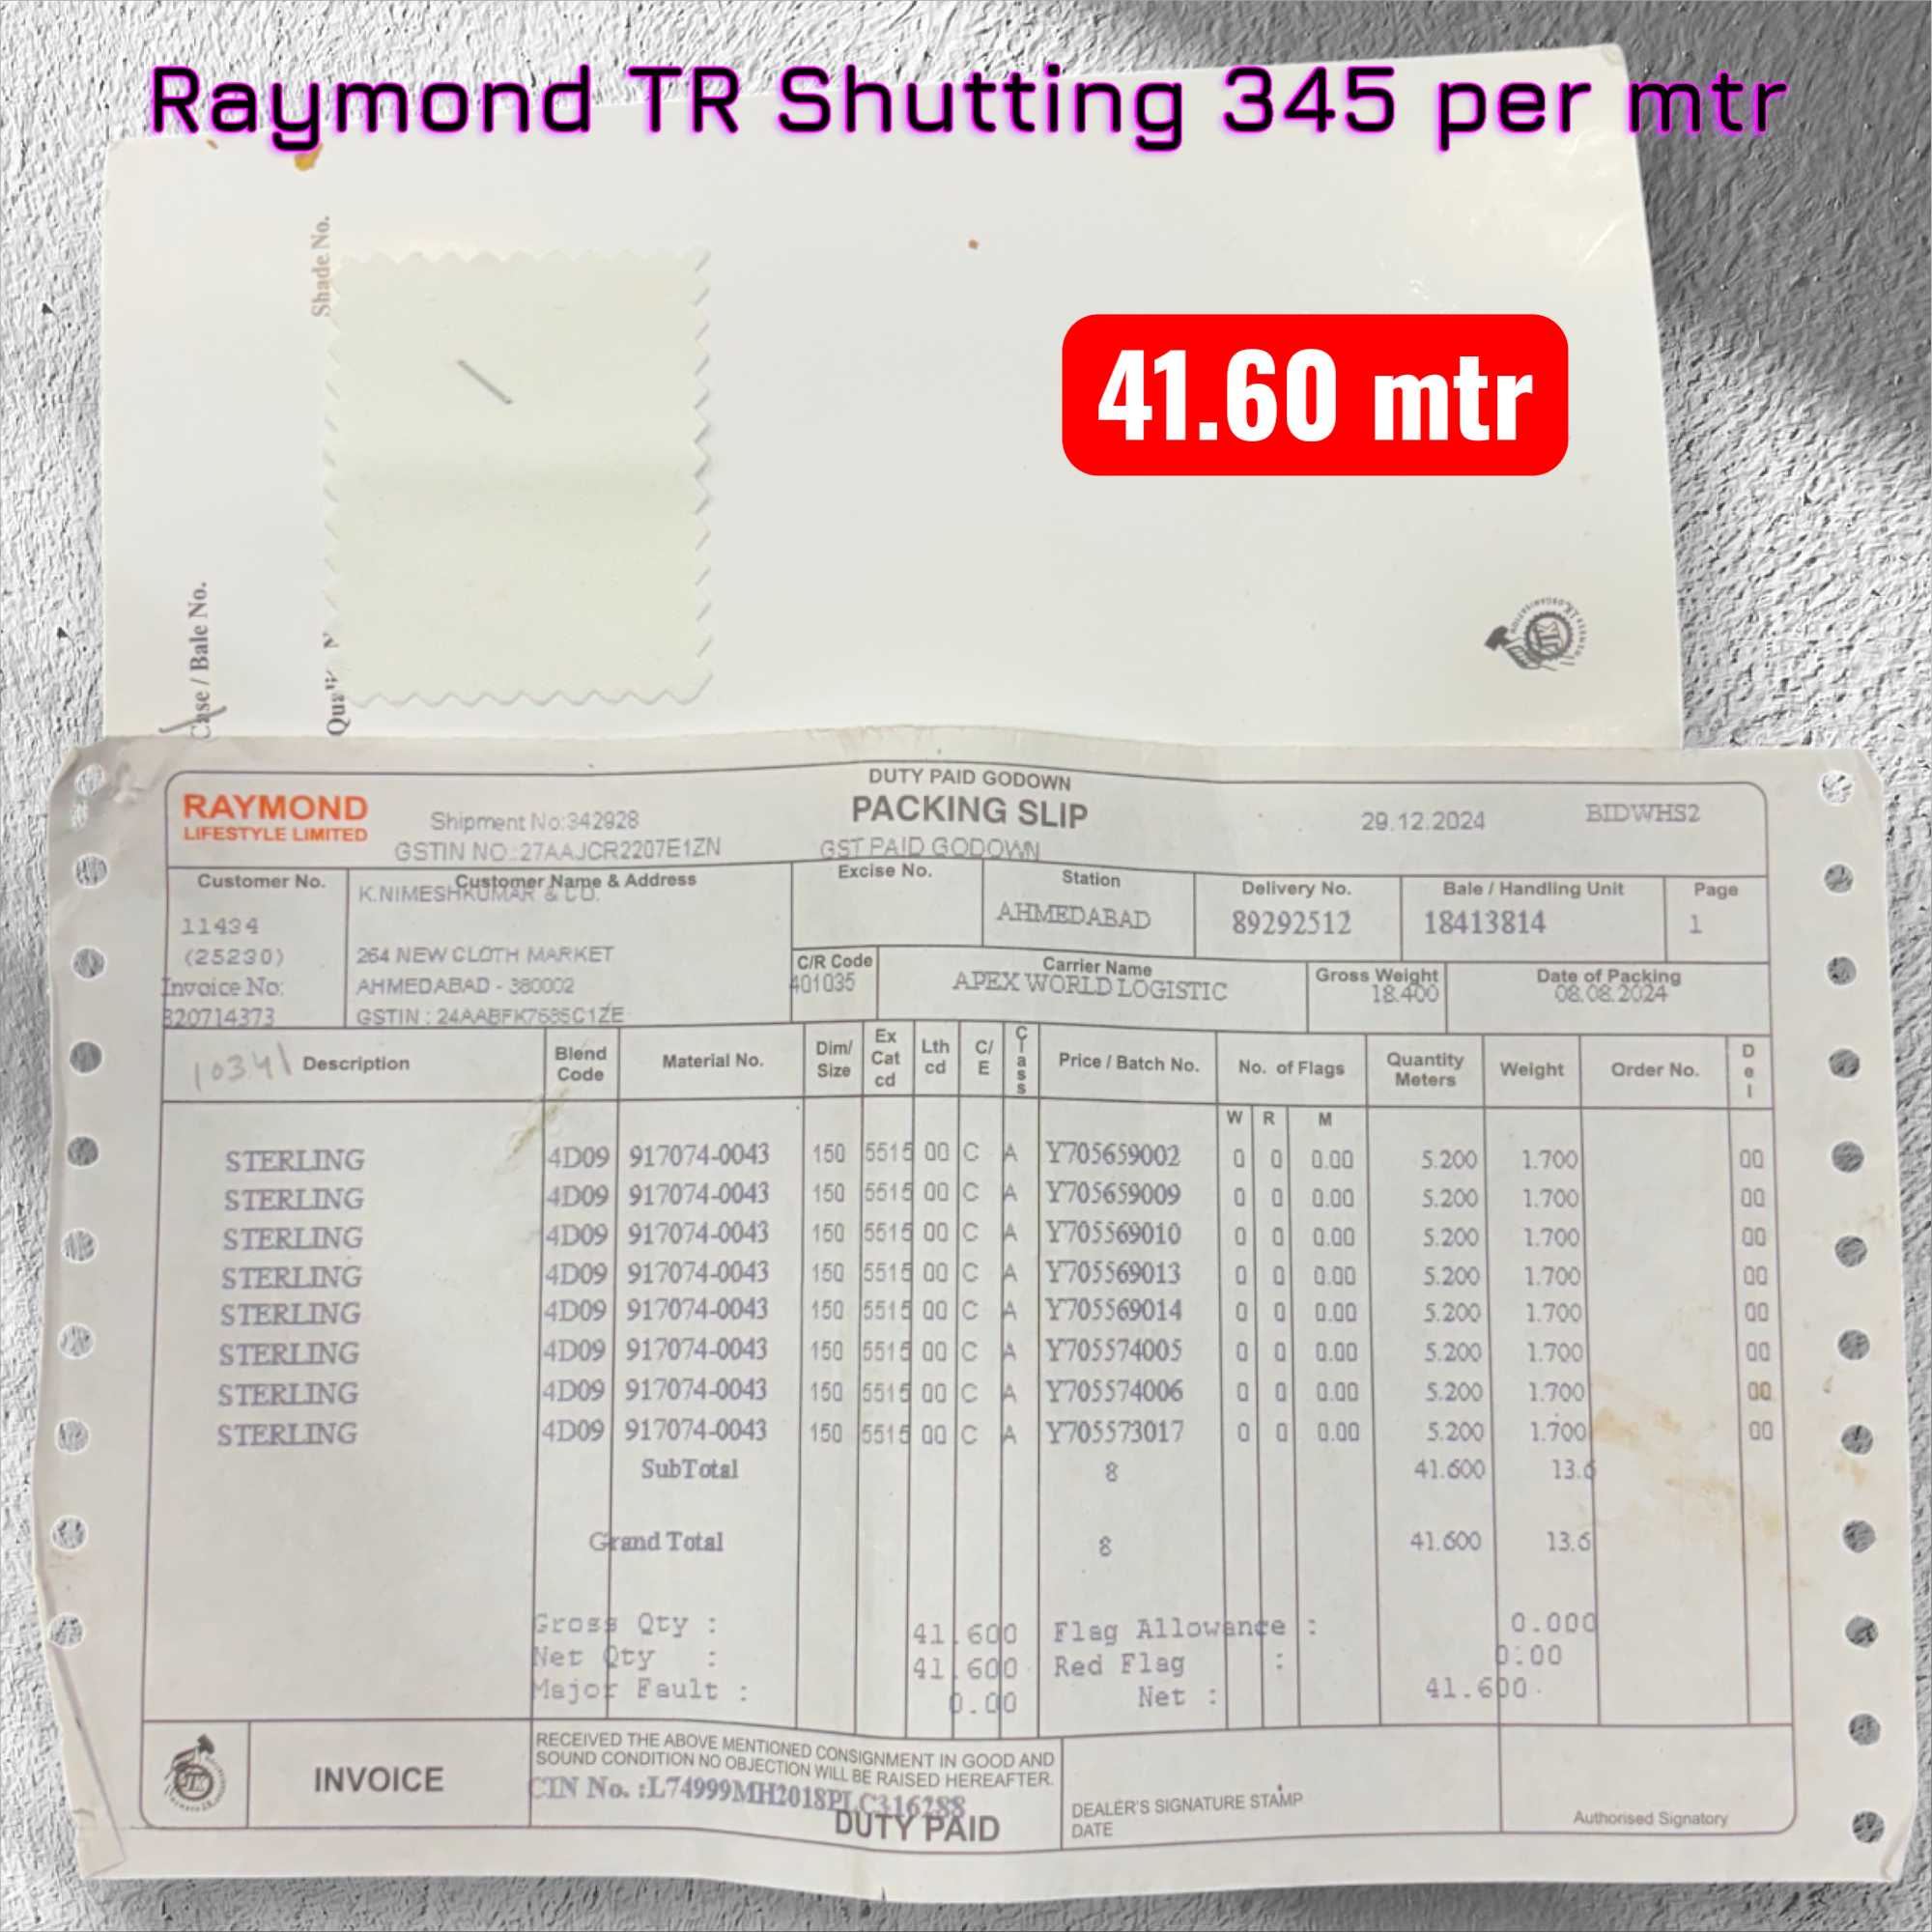 Raymond TR Shutting 345 per mtr
Shade No.
41.60 mtr
Case / Bale No.
DUTY PAID GODOWN
RAYMOND
LIFESTYLE LIMITED
Shipment No:342928
PACKING SLIP
29.12.2024
BIDWHS2
GSTIN NO.:27AAJCR2207E1ZN
GST PAID GODOWN
Customer No.
Customer Name & Address
Excise No.
Station
Delivery No.
Bale / Handling Unit
Page
11434
K.NIMESHKUMAR & CO.
AHMEDABAD
89292512
18413814
1
(25230)
264 NEW CLOTH MARKET
C/R Code
Carrier Name
Gross Weight
Date of Packing
Invoice No:
AHMEDABAD - 380002
401035
APEX WORLD LOGISTIC
18.400
08.08.2024
820714373
GSTIN : 24AABFK7685C1ZE
10341 Description Blend Code Material No. Dim/ Size Ex Cat cd Lth cd C/ E Class Price / Batch No. No. of Flags Quantity Meters Weight Order No. Del
W R M
STERLING 4D09 917074-0043 150 5515 00 C A Y705659002 0 0 0.00 5.200 1.700 00
STERLING 4D09 917074-0043 150 5515 00 C A Y705659009 0 0 0.00 5.200 1.700 00
STERLING 4D09 917074-0043 150 5515 00 C A Y705569010 0 0 0.00 5.200 1.700 00
STERLING 4D09 917074-0043 150 5515 00 C A Y705569013 0 0 0.00 5.200 1.700 00
STERLING 4D09 917074-0043 150 5515 00 C A Y705569014 0 0 0.00 5.200 1.700 00
STERLING 4D09 917074-0043 150 5515 00 C A Y705574005 0 0 0.00 5.200 1.700 00
STERLING 4D09 917074-0043 150 5515 00 C A Y705574006 0 0 0.00 5.200 1.700 00
STERLING 4D09 917074-0043 150 5515 00 C A Y705573017 0 0 0.00 5.200 1.700 00
SubTotal 8 41.600 13.6
Grand Total 8 41.600 13.6
Gross Qty : 41.600 Flag Allowance : 0.000
Net Qty : 41.600 Red Flag : 0.00
Major Fault : 0.00 Net : 41.600
INVOICE
RECEIVED THE ABOVE MENTIONED CONSIGNMENT IN GOOD AND
SOUND CONDITION NO OBJECTION WILL BE RAISED HEREAFTER.
CIN No. :L74999MH2018PLC316288
DUTY PAID
DEALER'S SIGNATURE STAMP
DATE
Authorised Signatory